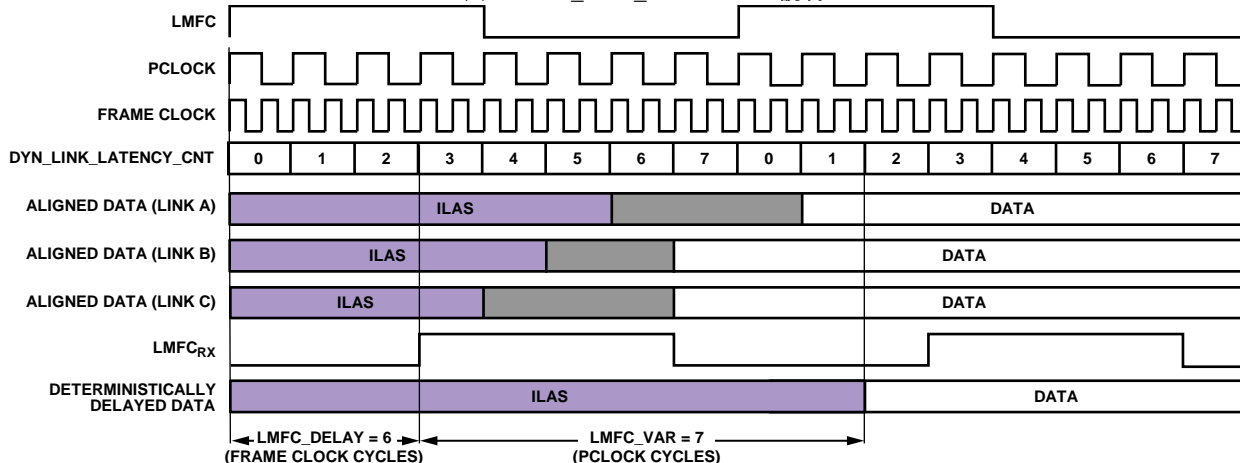 LMFC
PCLOCK
FRAME CLOCK
DYN_LINK_LATENCY_CNT 0 1 2 3 4 5 6 7 0 1 2 3 4 5 6 7
ALIGNED DATA (LINK A) ILAS DATA
ALIGNED DATA (LINK B) ILAS DATA
ALIGNED DATA (LINK C) ILAS DATA
LMFCRX
DETERMINISTICALLY
DELAYED DATA ILAS DATA
LMFC_DELAY = 6 LMFC_VAR = 7
(FRAME CLOCK CYCLES) (PCLOCK CYCLES)